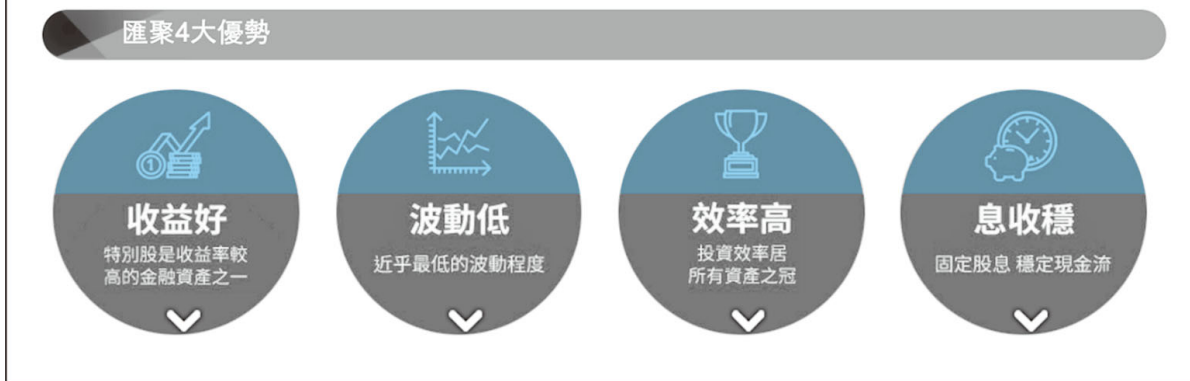 匯聚4大優勢
收益好
特別股是收益率較
高的金融資產之一
波動低
近乎最低的波動程度
效率高
投資效率居
所有資產之冠
息收穩
固定股息 穩定現金流
1